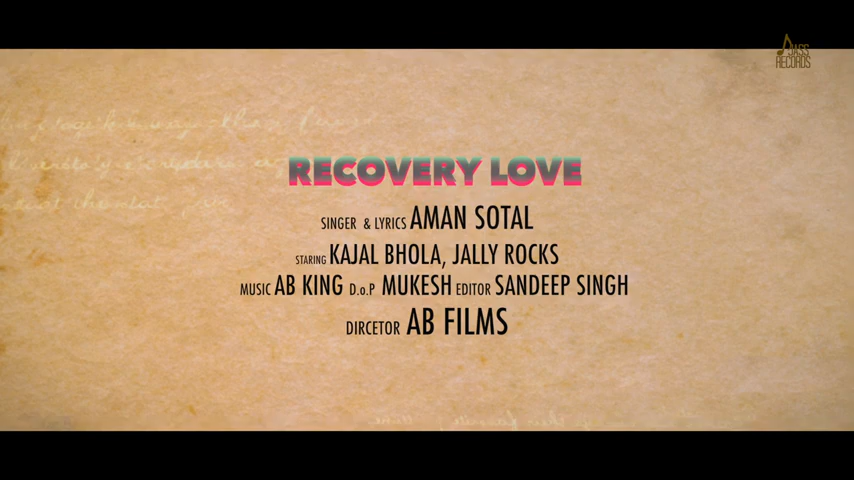 JASS
RECORDS
RECOVERY LOVE
SINGER & LYRICS AMAN SOTAL
STARING KAJAL BHOLA, JALLY ROCKS
MUSIC AB KING D.o.P MUKESH EDITOR SANDEEP SINGH
DIRCETOR AB FILMS